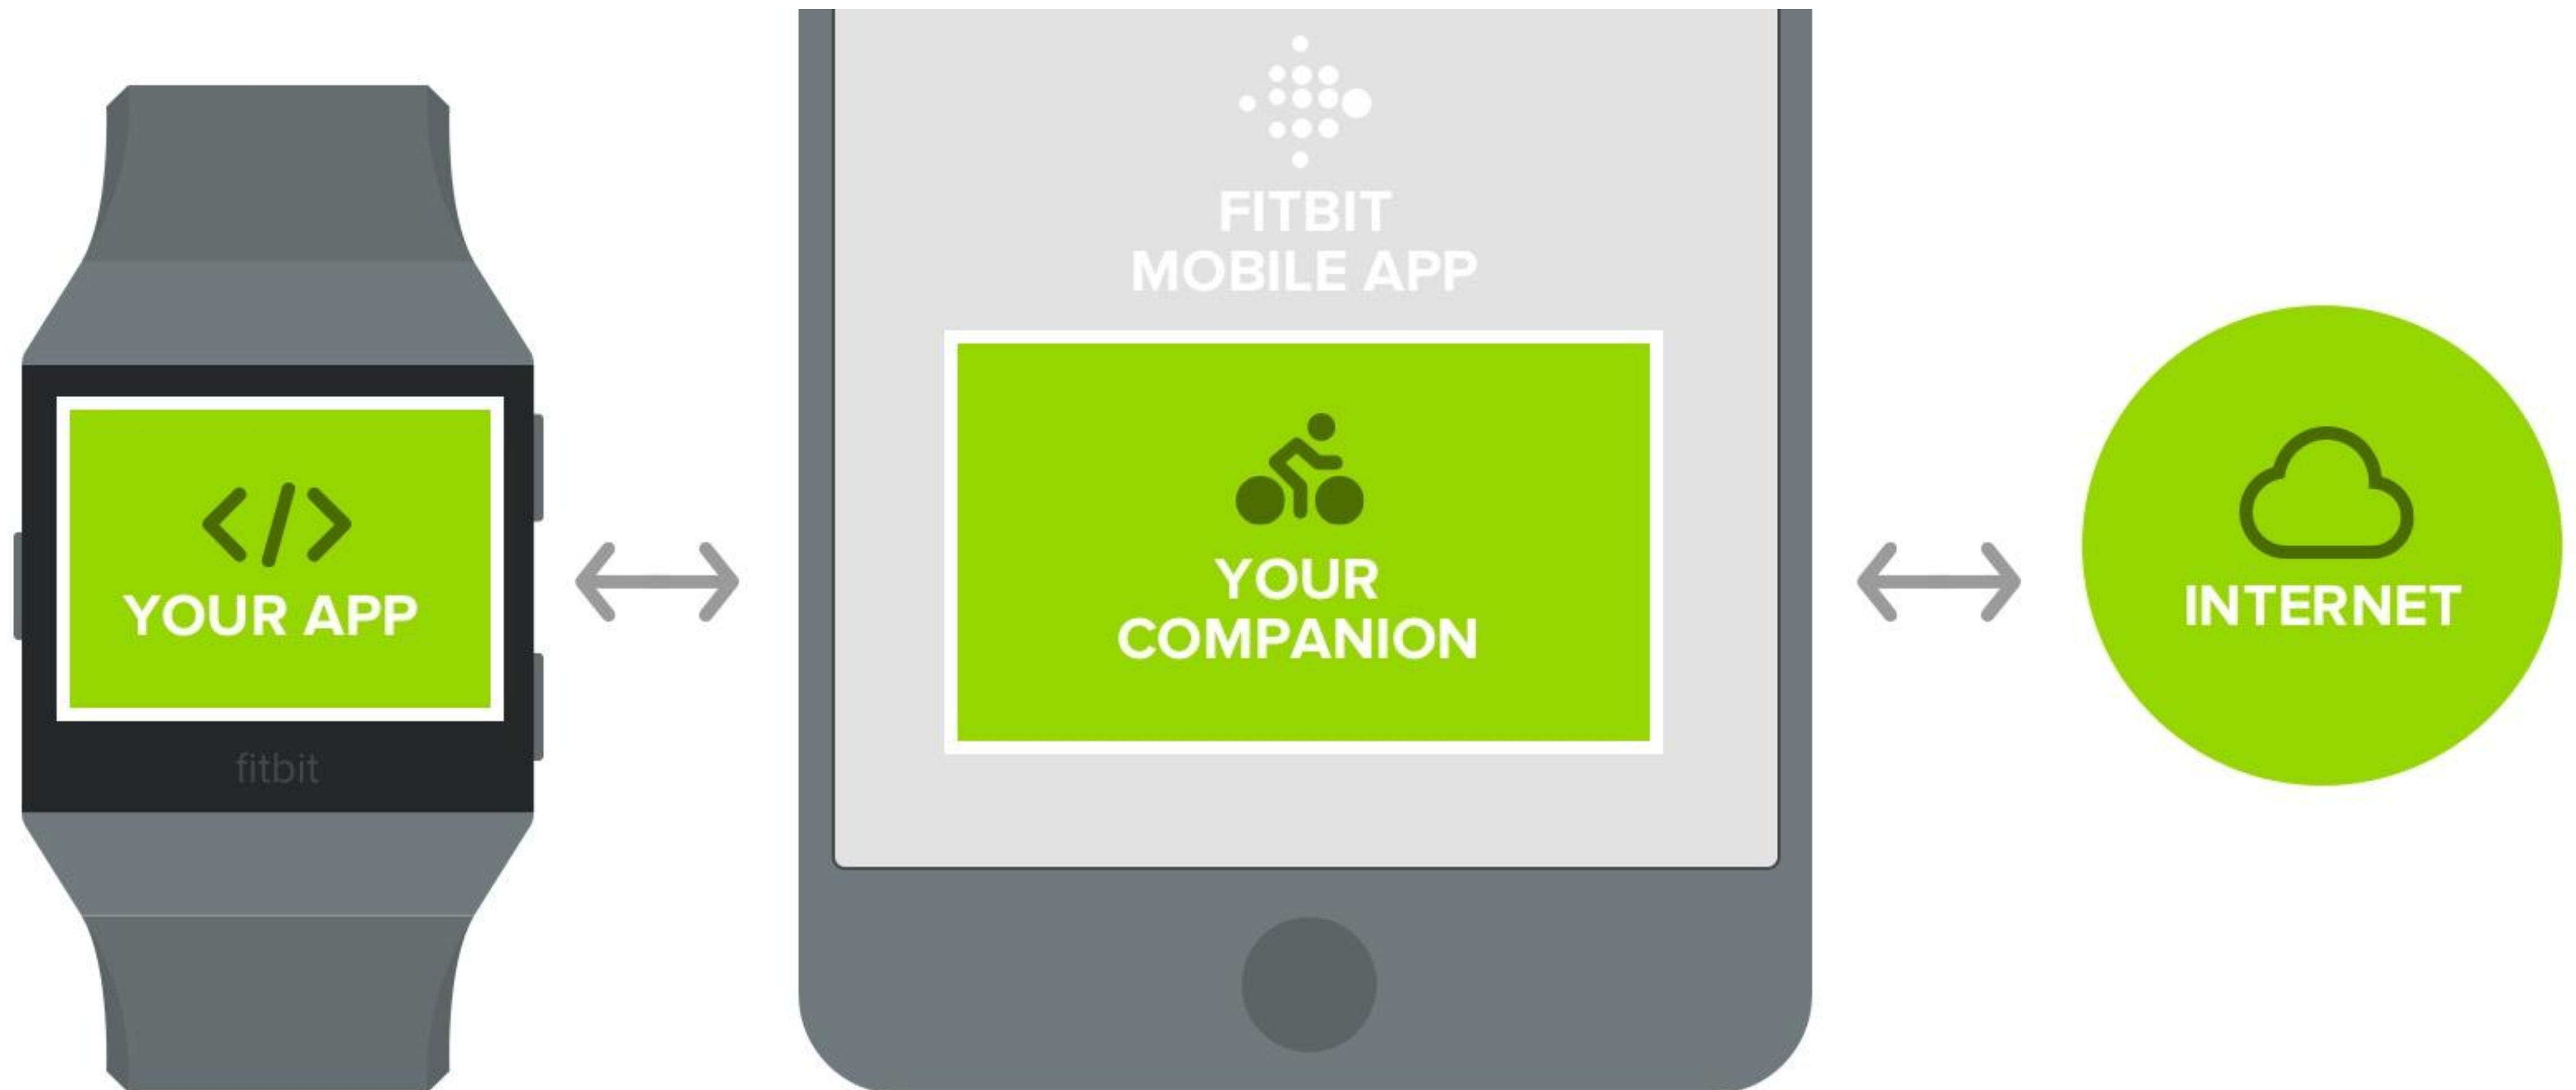 YOUR APP
fitbit
FITBIT
MOBILE APP
YOUR
COMPANION
INTERNET